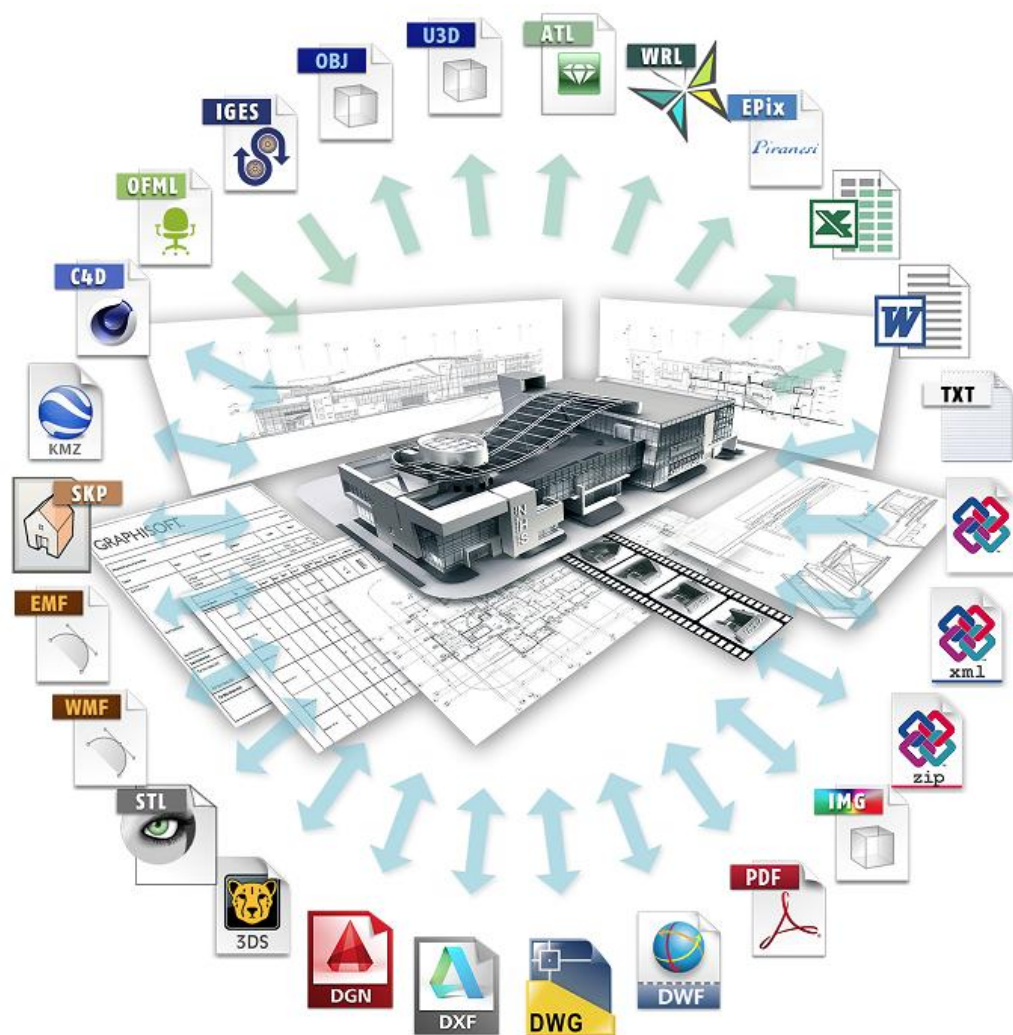 U3D
ATL
OBJ
WRL
IGES
EPix
Piranesi
OFML
C4D
W
TXT
KMZ
SKP
GRAPHISOFT
EMF
xml
WMF
zip
STL
IMG
PDF
3DS
DGN
DXF
DWG
DWF